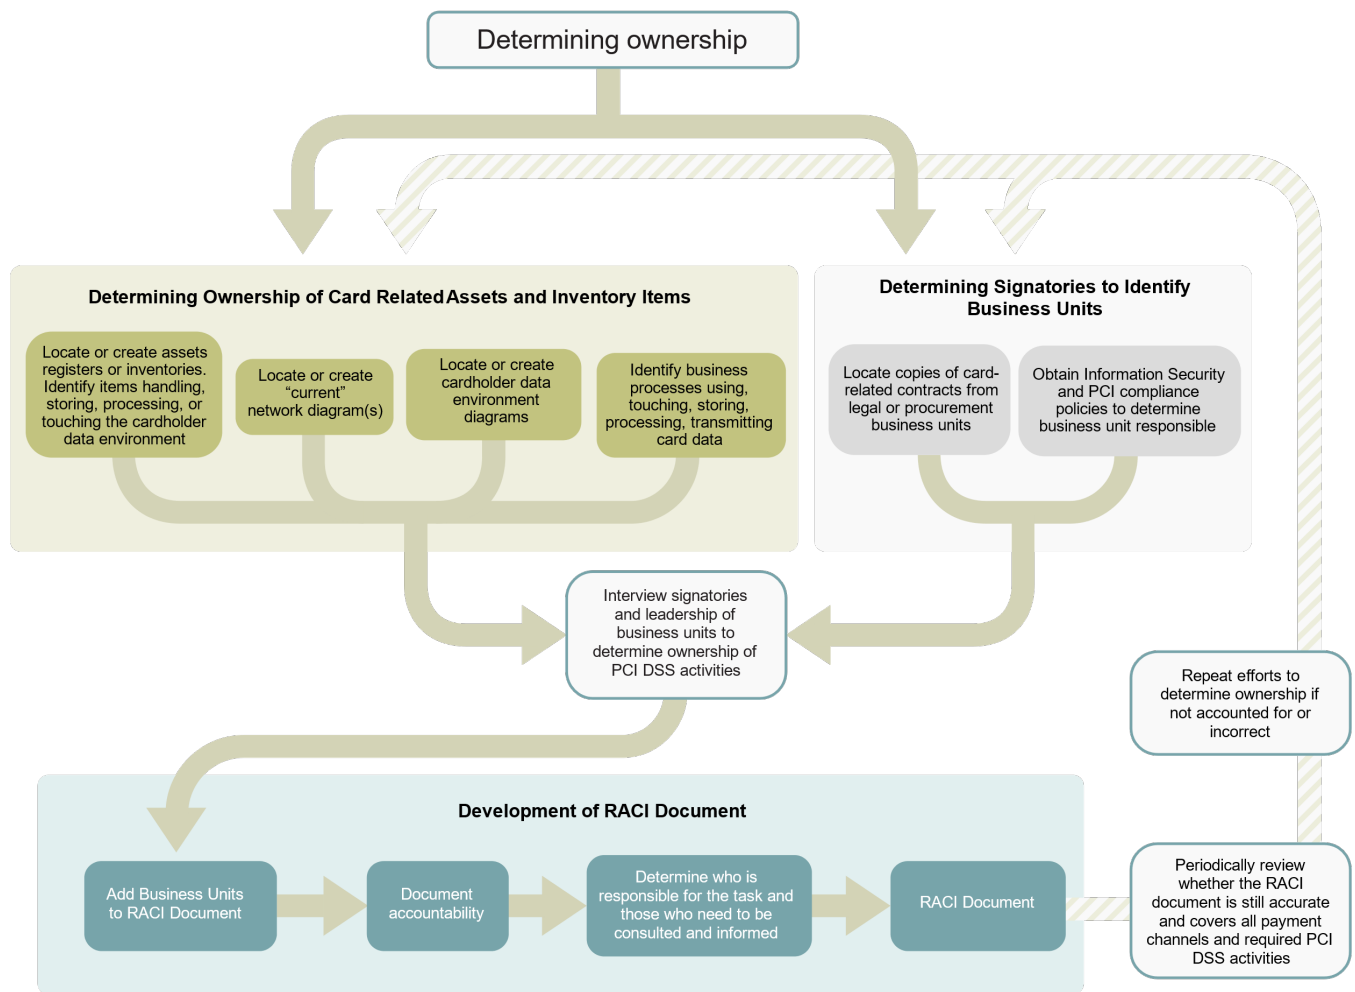 Determining ownership
Determining Ownership of Card Related Assets and Inventory Items
Locate or create assets
registers or inventories.
Identify items handling,
storing, processing, or
touching the cardholder
data environment
Locate or create
“current”
network diagram(s)
Locate or create
cardholder data
environment
diagrams
Identify business
processes using,
touching, storing,
processing, transmitting
card data
Determining Signatories to Identify
Business Units
Locate copies of card-
related contracts from
legal or procurement
business units
Obtain Information Security
and PCI compliance
policies to determine
business unit responsible
Interview signatories
and leadership of
business units to
determine ownership of
PCI DSS activities
Repeat efforts to
determine ownership if
not accounted for or
incorrect
Development of RACI Document
Add Business Units
to RACI Document
Document
accountability
Determine who is
responsible for the task and
those who need to be
consulted and informed
RACI Document
Periodically review
whether the RACI
document is still accurate
and covers all payment
channels and required PCI
DSS activities